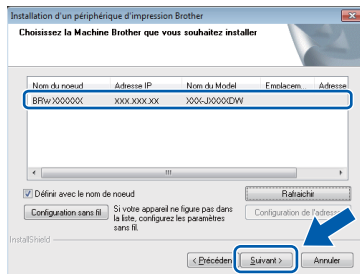 Installation d'un périphérique d'impression Brother
Choisissez la Machine Brother que vous souhaitez installer
Nom du noeud Adresse IP Nom du Model Emplacem... Adresse
BRWXXXXXX XXX.XXX.XX XXX-JXXXXDW
Définir avec le nom de noeud
Rafraichir
Configuration sans fil
Si votre appareil ne figure pas dans
la liste, configurez les paramètres
sans fil.
Configuration de l'adresse
InstallShield
< Précéden
Suivant >
Annuler